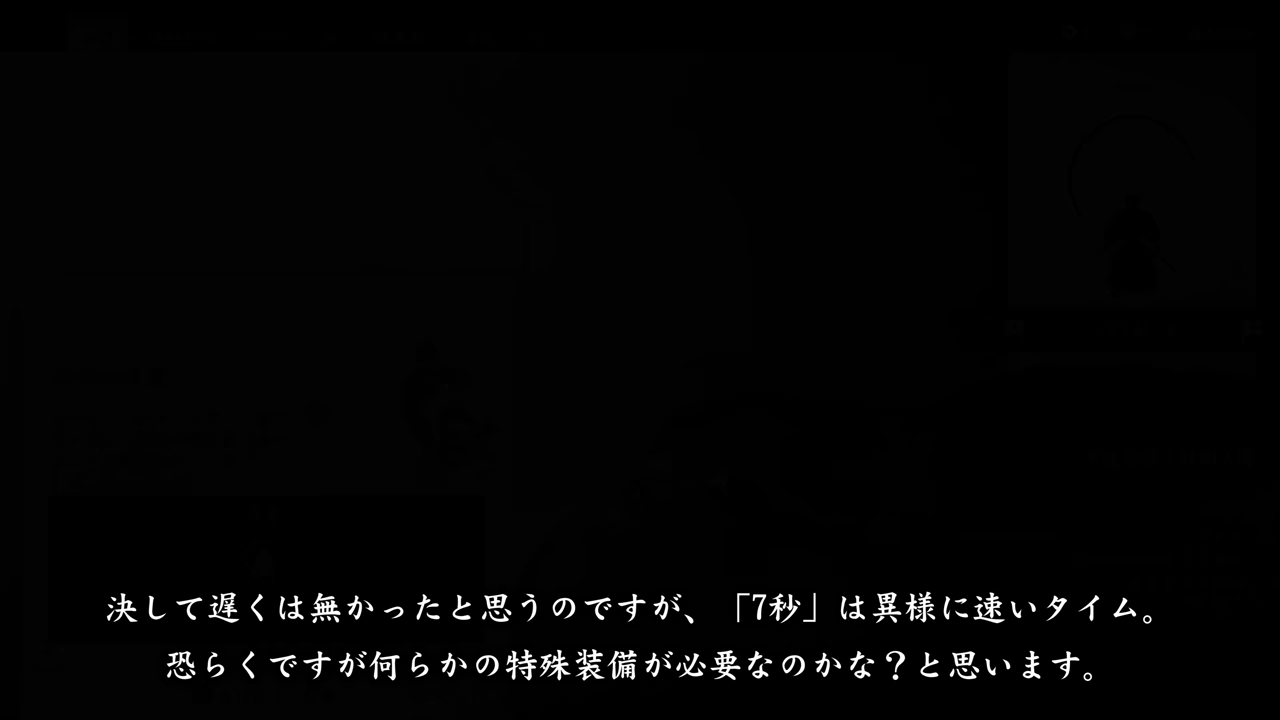 決して遅くは無かったと思うのですが、「7秒」は異様に速いタイム。
恐らくですが何らかの特殊装備が必要なのかな？と思います。